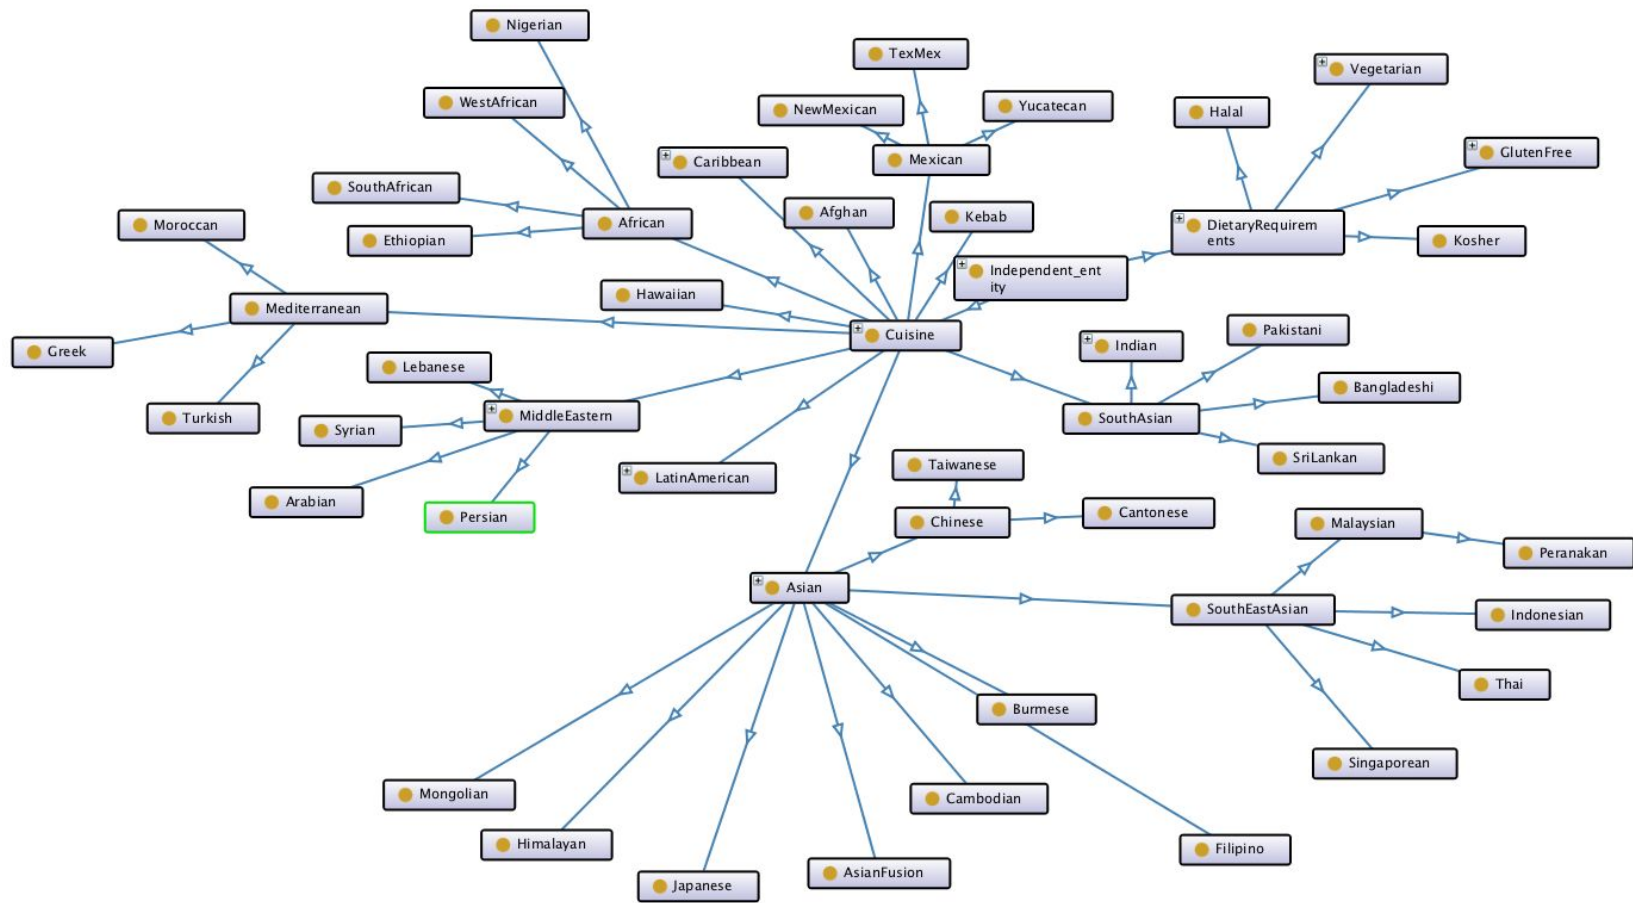 Nigerian
TexMex
Vegetarian
WestAfrican
NewMexican
Yucatecan
Halal
Caribbean
Mexican
GlutenFree
SouthAfrican
Moroccan
African
Afghan
Kebab
DietaryRequirem
ents
Ethiopian
Kosher
Independent_ent
ity
Hawaiian
Mediterranean
Cuisine
Pakistani
Indian
Greek
Lebanese
Bangladeshi
Turkish
MiddleEastern
SouthAsian
Syrian
SriLankan
Taiwanese
LatinAmerican
Arabian
Persian
Chinese
Cantonese
Malaysian
Peranakan
Asian
SouthEastAsian
Indonesian
Thai
Burmese
Singaporean
Mongolian
Cambodian
Himalayan
Filipino
AsianFusion
Japanese